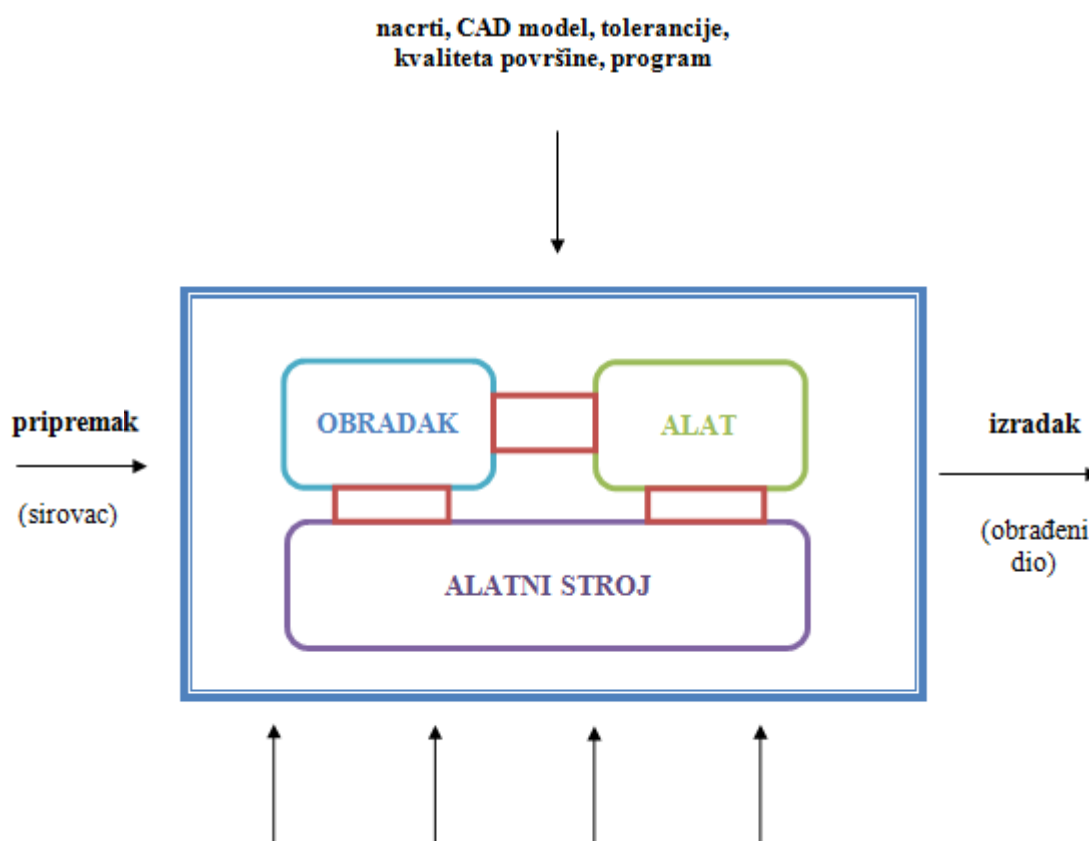 nacrti, CAD model, tolerancije,
kvaliteta površine, program
pripremak
(sirovac)
OBRADAK
ALAT
ALATNI STROJ
izradak
(obrađeni
dio)